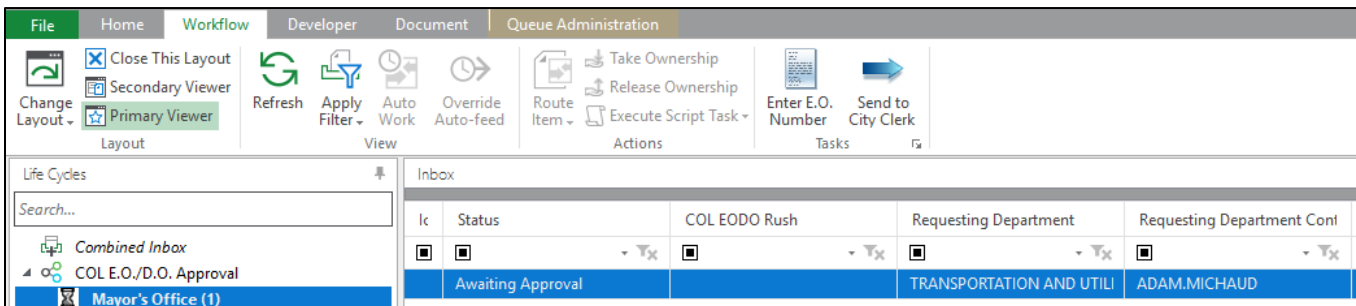 File Home Workflow Developer Document Queue Administration
Close This Layout
Secondary Viewer
Primary Viewer
Change
Layout
Layout
Refresh
Apply
Filter
Auto
Work
Override
Auto-feed
View
Route
Item
Take Ownership
Release Ownership
Execute Script Task
Actions
Enter E.O.
Number
Send to
City Clerk
Tasks
Life Cycles
Search...
Combined Inbox
COL E.O./D.O. Approval
Mayor's Office (1)
Inbox
Ic Status COL EODO Rush Requesting Department Requesting Department Cont
Awaiting Approval TRANSPORTATION AND UTILI ADAM.MICHAUD